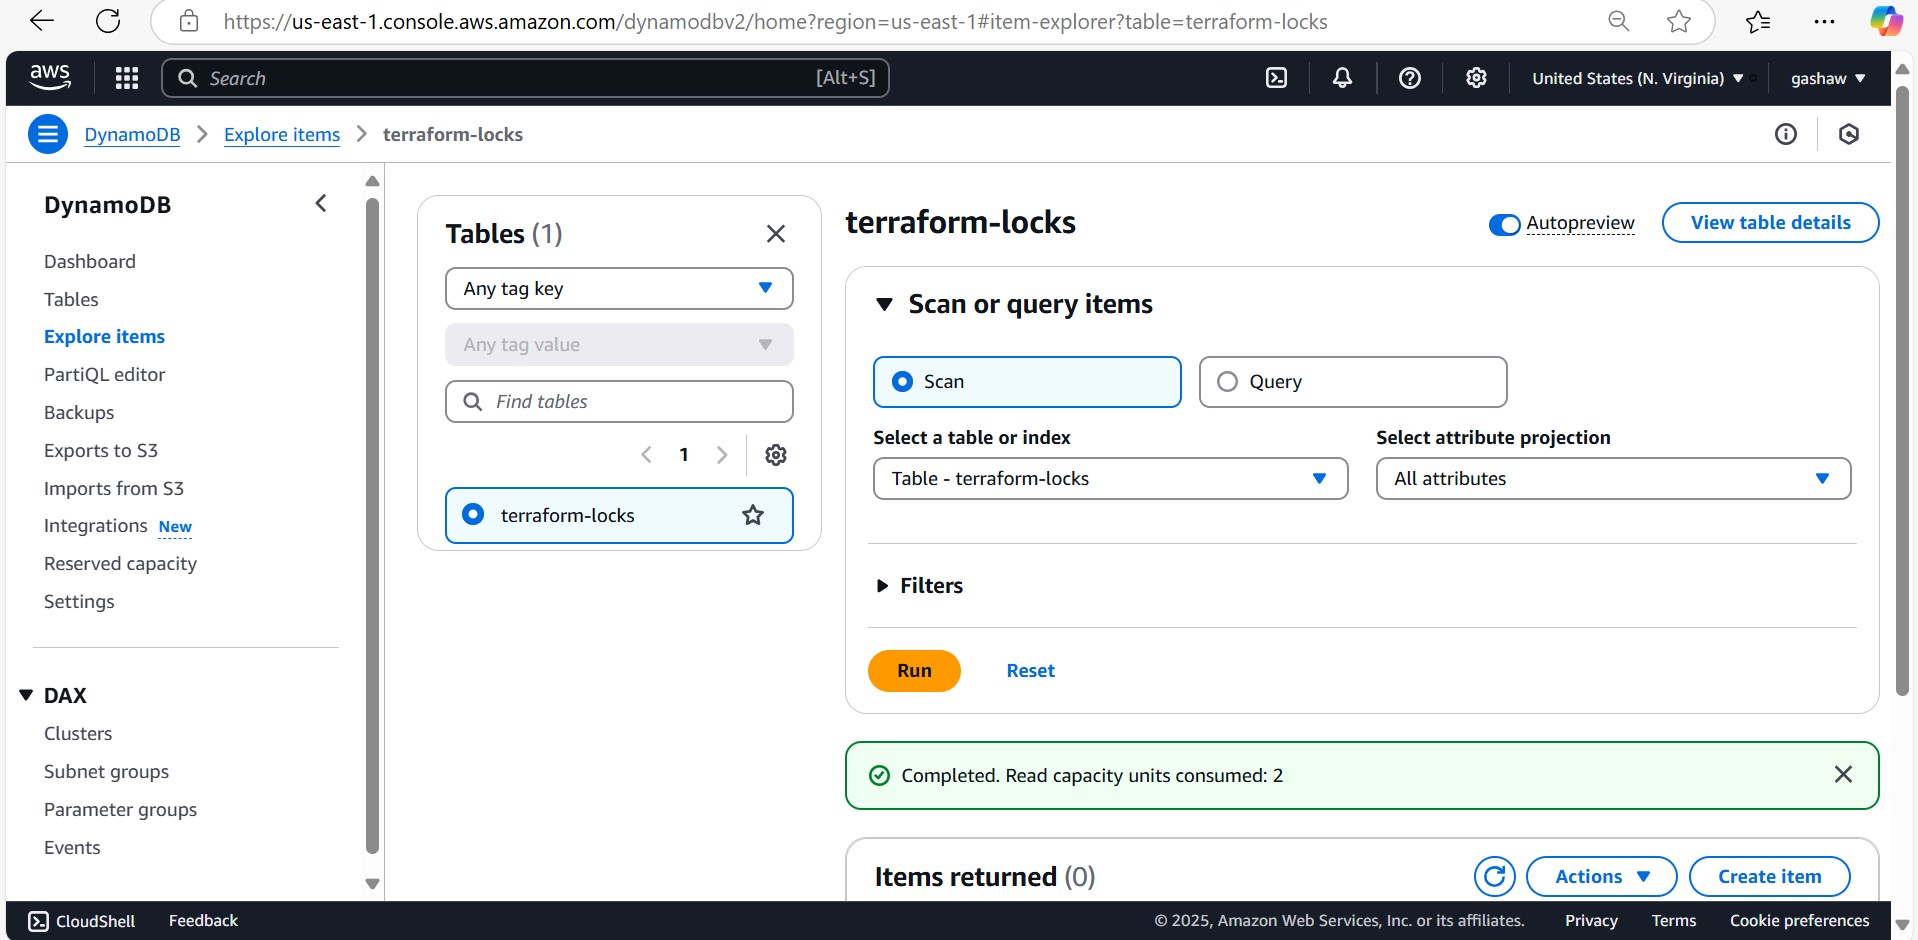 https://us-east-1.console.aws.amazon.com/dynamodbv2/home?region=us-east-1#item-explorer?table=terraform-locks
aws
Search
[Alt+S]
United States (N. Virginia)
gashaw
DynamoDB
Explore items
terraform-locks
DynamoDB
Dashboard
Tables
Explore items
PartiQL editor
Backups
Exports to S3
Imports from S3
Integrations New
Reserved capacity
Settings
DAX
Clusters
Subnet groups
Parameter groups
Events
Tables (1)
Any tag key
Any tag value
Find tables
1
terraform-locks
terraform-locks
Autopreview
View table details
Scan or query items
Scan
Query
Select a table or index
Table - terraform-locks
Select attribute projection
All attributes
Filters
Run
Reset
Completed. Read capacity units consumed: 2
Items returned (0)
Actions
Create item
CloudShell
Feedback
© 2025, Amazon Web Services, Inc. or its affiliates.
Privacy
Terms
Cookie preferences